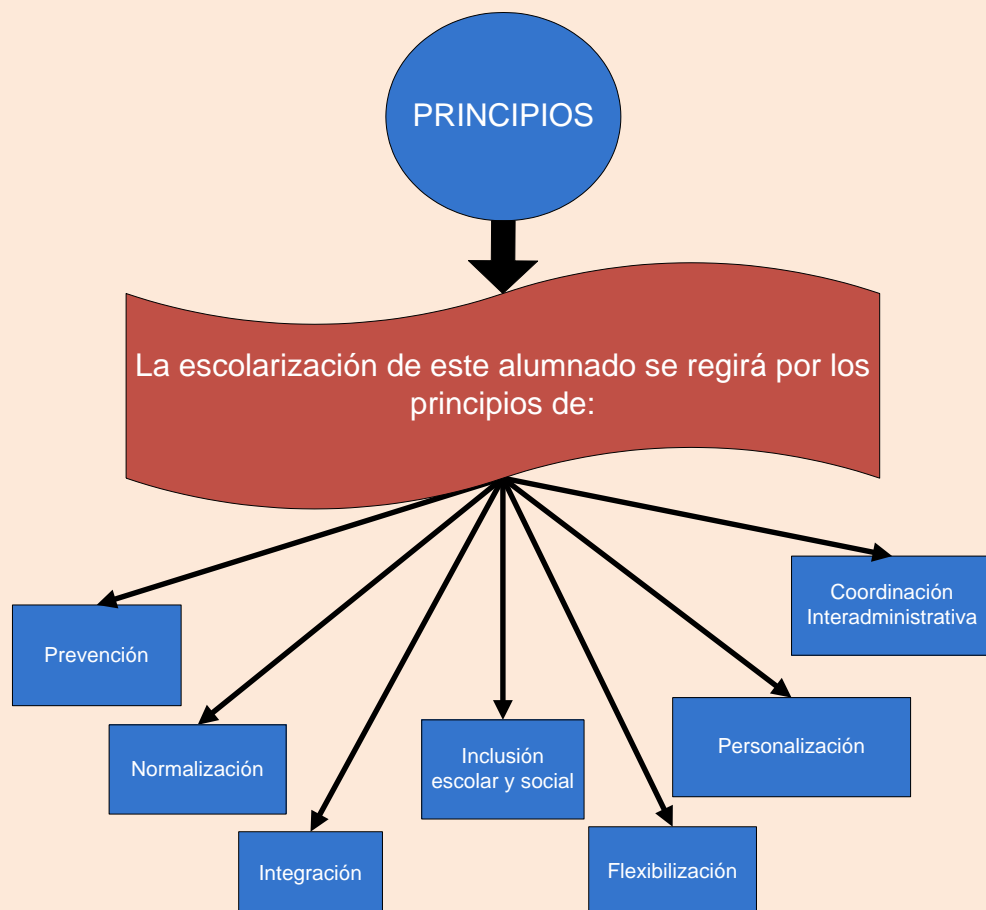 PRINCIPIOS
La escolarización de este alumnado se regirá por los
principios de:
Prevención
Normalización
Integración
Inclusión
escolar y social
Flexibilización
Personalización
Coordinación
Interadministrativa